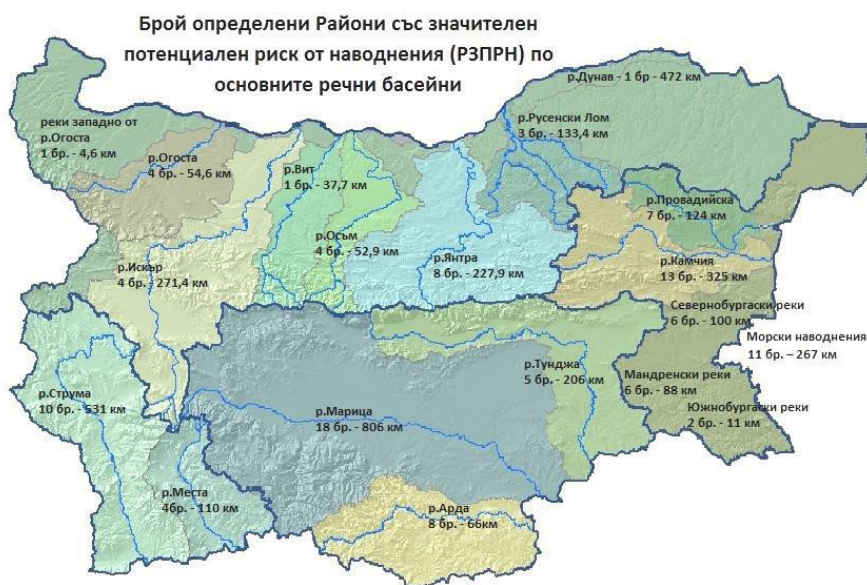 Брой определени Райони със значителен
потенциален риск от наводнения (РЗПРН) по
основните речни басейни
р.Дунав - 1 бр - 472 км
р.Русенски Лом
3 бр. - 133,4 км
реки западно от
р.Огоста
1 бр. - 4,6 км
р.Огоста
4 бр. - 54,6 км
р.Вит
1 бр. - 37,7 км
р.Провадийска
7 бр. - 124 км
р.Осъм
4 бр. - 52,9 км
р.Янтра
8 бр. - 227,9 км
р.Камчия
13 бр. - 325 км
р.Искър
4 бр. - 271,4 км
Севернобургаски реки
6 бр. - 100 км
Морски наводнения
11 бр. – 267 км
р.Тунджа
5 бр. - 206 км
Мандренски реки
6 бр. - 88 км
Южнобургаски реки
2 бр. - 11 км
р.Струма
10 бр. - 531 км
р.Марица
18 бр. - 806 км
р.Места
4бр. - 110 км
р.Арда
8 бр. - 66км